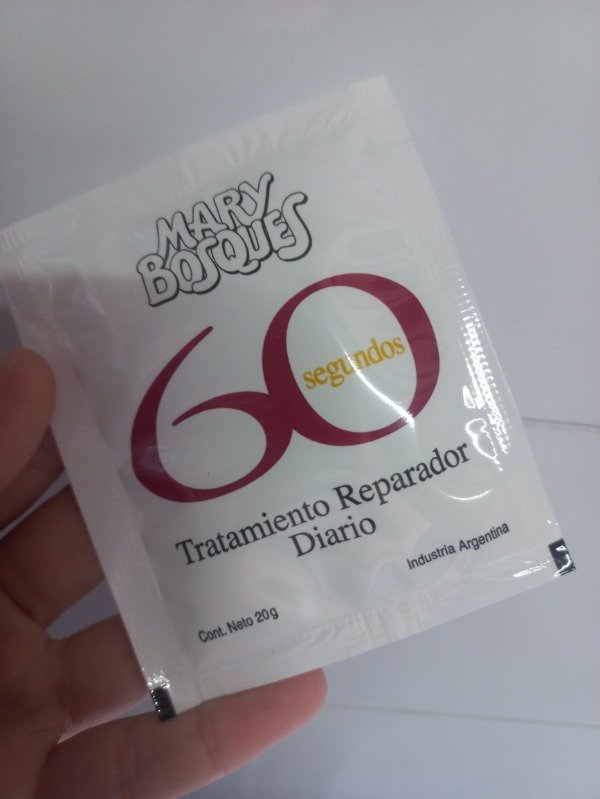 MARY
BOSQUES
60
segundos
Tratamiento Reparador
Diario
Industria Argentina
Cont. Neto 20g